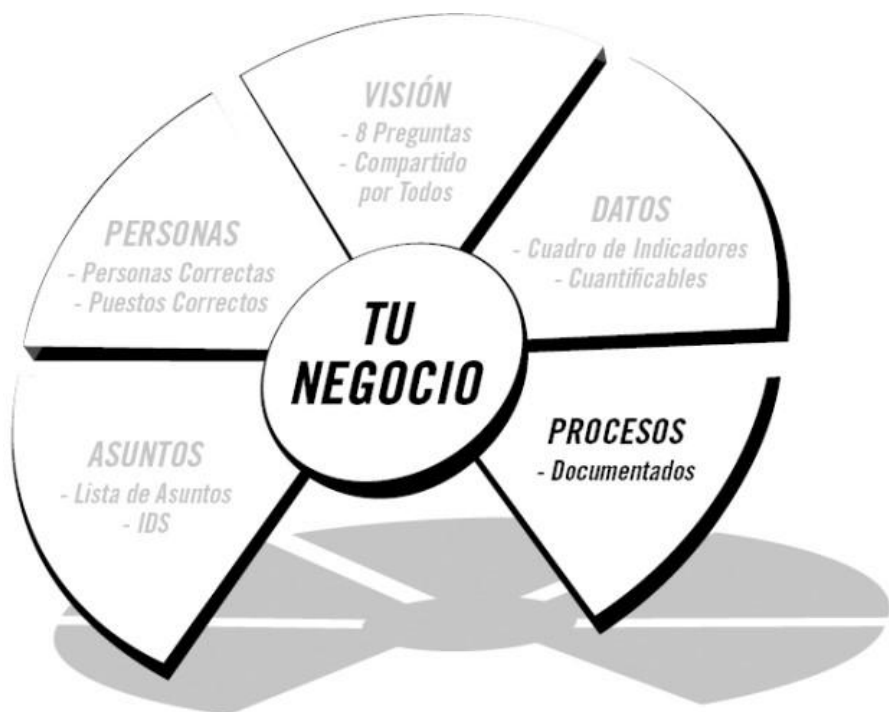 VISIÓN
- 8 Preguntas
- Compartido
por Todos
PERSONAS
- Personas Correctas
- Puestos Correctos
DATOS
- Cuadro de Indicadores
- Cuantificables
TU
NEGOCIO
ASUNTOS
- Lista de Asuntos
- IDS
PROCESOS
- Documentados